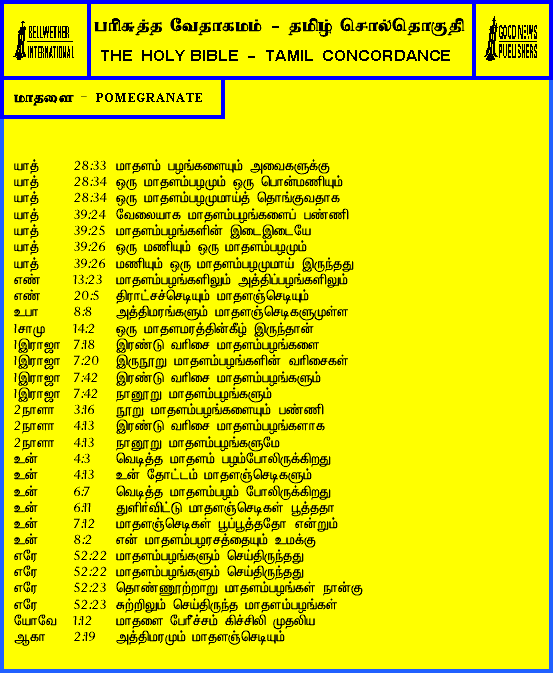 BELLWETHER
INTERNATIONAL
பரிசுத்த வேதாகமம் - தமிழ் சொல்தொகுதி
THE HOLY BIBLE - TAMIL CONCORDANCE
GOOD NEWS
PUBLISHERS
மாதளை - POMEGRANATE
யாத் 28:33 மாதளம் பழங்களையும் அவைகளுக்கு
யாத் 28:34 ஒரு மாதளம்பழமும் ஒரு பொன்மணியும்
யாத் 28:34 ஒரு மாதளம்பழமுமாய்த் தொங்குவதாக
யாத் 39:24 வேலையாக மாதளம்பழங்களைப் பண்ணி
யாத் 39:25 மாதளம்பழங்களின் இடைஇடையே
யாத் 39:26 ஒரு மணியும் ஒரு மாதளம்பழமும்
யாத் 39:26 மணியும் ஒரு மாதளம்பழமுமாய் இருந்தது
எண் 13:23 மாதளம்பழங்களிலும் அத்திப்பழங்களிலும்
எண் 20:5 திராட்சச்செடியும் மாதளஞ்செடியும்
உபா 8:8 அத்திமரங்களும் மாதளஞ்செடிகளுமுள்ள
1சாமு 14:2 ஒரு மாதளமரத்தின்கீழ் இருந்தான்
1இராஜா 7:18 இரண்டு வரிசை மாதளம்பழங்களை
1இராஜா 7:20 இருநூறு மாதளம்பழங்களின் வரிசைகள்
1இராஜா 7:42 இரண்டு வரிசை மாதளம்பழங்களும்
1இராஜா 7:42 நானூறு மாதளம்பழங்களும்
2நாளா 3:16 நூறு மாதளம்பழங்களையும் பண்ணி
2நாளா 4:13 இரண்டு வரிசை மாதளம்பழங்களாக
2நாளா 4:13 நானூறு மாதளம்பழங்களுமே
உன் 4:3 வெடித்த மாதளம் பழம்போலிருக்கிறது
உன் 4:13 உன் தோட்டம் மாதளஞ்செடிகளும்
உன் 6:7 வெடித்த மாதளம்பழம் போலிருக்கிறது
உன் 6:11 துளிர்விட்டு மாதளஞ்செடிகள் பூத்ததா
உன் 7:12 மாதளஞ்செடிகள் பூப்பூத்ததோ என்றும்
உன் 8:2 என் மாதளம்பழரசத்தையும் உமக்கு
எரே 52:22 மாதளம்பழங்களும் செய்திருந்தது
எரே 52:22 மாதளம்பழங்களும் செய்திருந்தது
எரே 52:23 தொண்ணூற்றாறு மாதளம்பழங்கள் நான்கு
எரே 52:23 சுற்றிலும் செய்திருந்த மாதளம்பழங்கள்
யோவே 1:12 மாதளை பேரீச்சம் கிச்சிலி முதலிய
ஆகா 2:19 அத்திமரமும் மாதளஞ்செடியும்